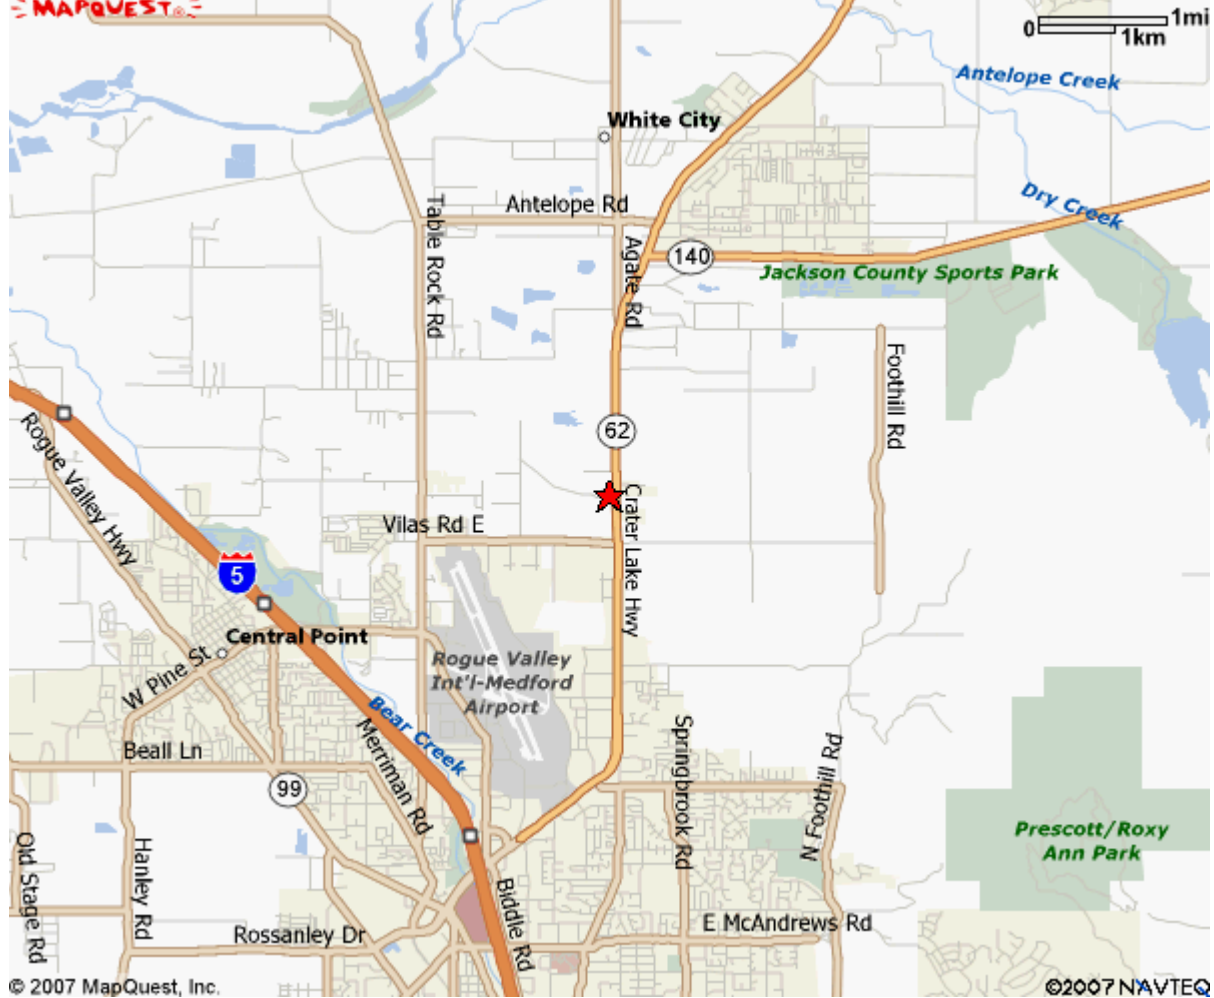 MAPQUEST
0 1mi
1km
Antelope Creek
White City
Dry Creek
Antelope Rd
Table Rock Rd
Agate Rd
140
Jackson County Sports Park
Foothill Rd
62
Rogue Valley Hwy
Crater Lake Hwy
Vilas Rd E
5
Central Point
W Pine St
Rogue Valley
Int'l-Medford
Airport
Bear Creek
Merriman Rd
Springbrook Rd
N Foothill Rd
Beall Ln
99
Old Stage Rd
Hanley Rd
Prescott/Roxy
Ann Park
Biddle Rd
E McAndrews Rd
Rossanley Dr
© 2007 MapQuest, Inc.
©2007 NAVTEQ